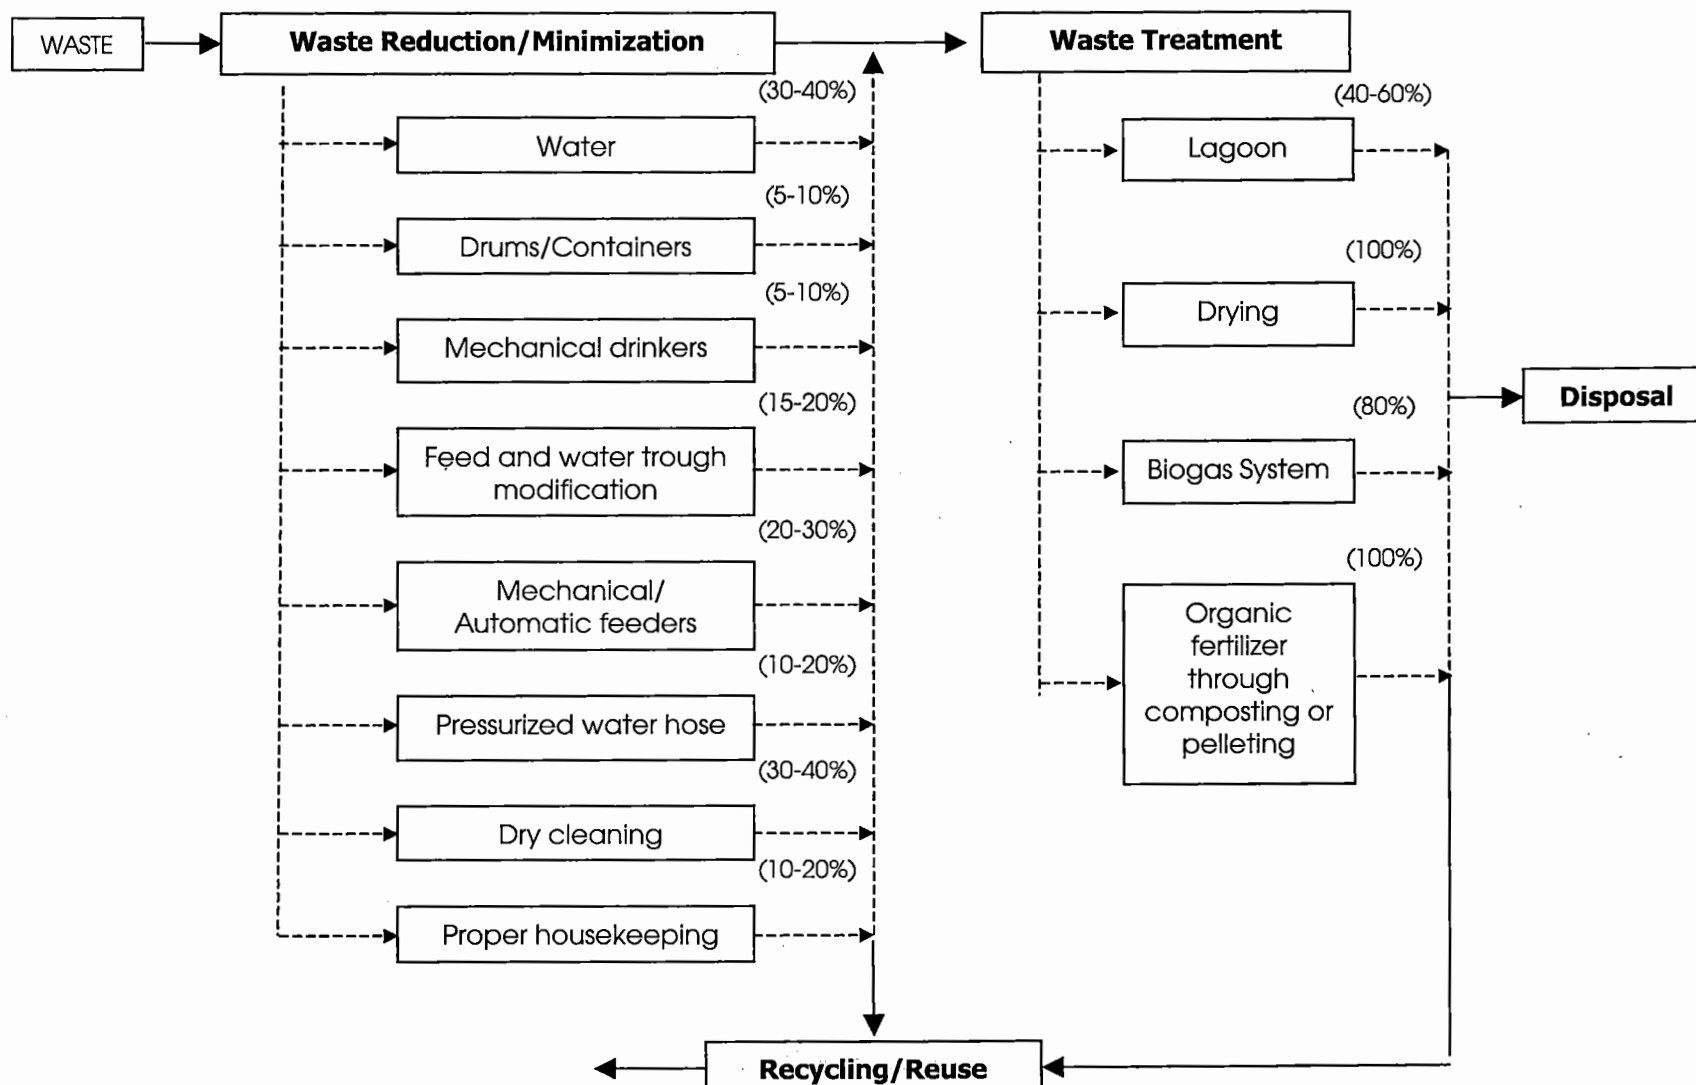 WASTE
Waste Reduction/Minimization
Waste Treatment
(30-40%)
Water
(5-10%)
Drums/Containers
(5-10%)
Mechanical drinkers
(15-20%)
Feed and water trough
modification
(20-30%)
Mechanical/
Automatic feeders
(10-20%)
Pressurized water hose
(30-40%)
Dry cleaning
(10-20%)
Proper housekeeping
(40-60%)
Lagoon
(100%)
Drying
(80%)
Biogas System
(100%)
Organic
fertilizer
through
composting or
pelleting
Disposal
Recycling/Reuse